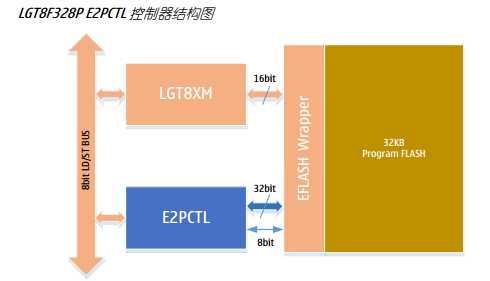 LGT8F328P E2PCTL 控制器结构图
8bit LD/ST BUS
LGT8XM
16bit
EFLASH Wrapper
32KB
Program FLASH
E2PCTL
32bit
8bit